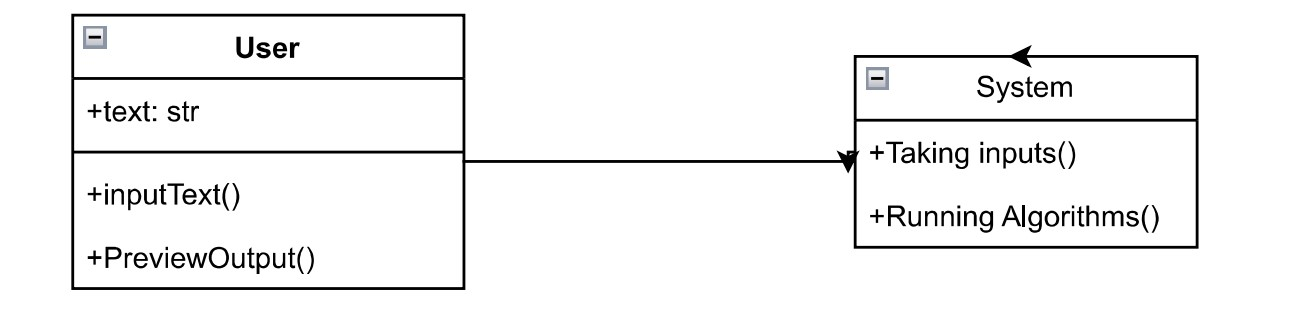 User
+text: str
+inputText()
+PreviewOutput()
System
+Taking inputs()
+Running Algorithms()